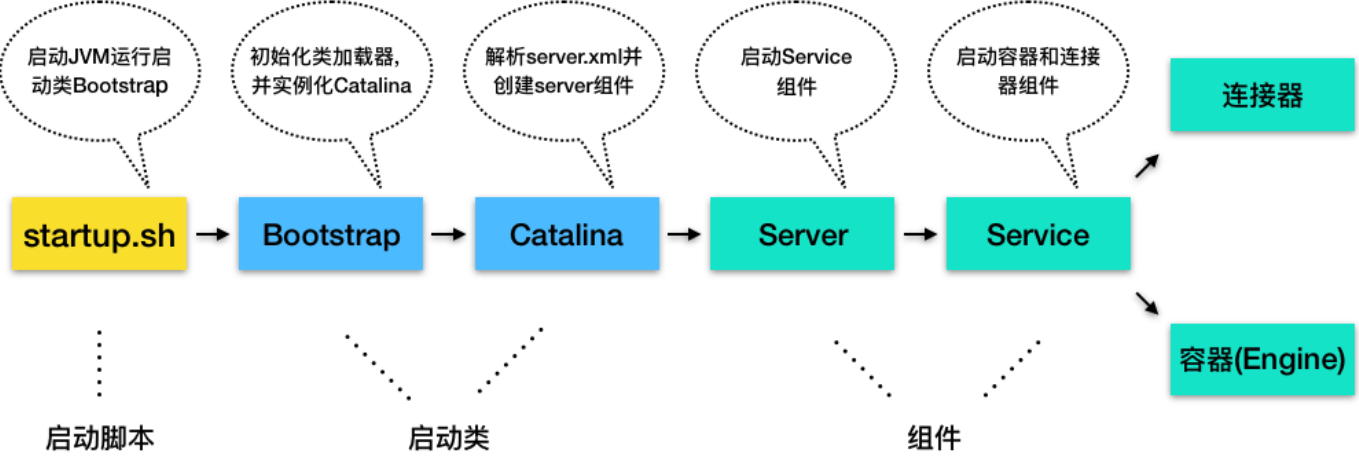 启动JVM运行启
动类Bootstrap
初始化类加载器,
并实例化Catalina
解析server.xml并
创建server组件
启动Service
组件
启动容器和连接
器组件
连接器
startup.sh
Bootstrap
Catalina
Server
Service
容器(Engine)
启动脚本
启动类
组件